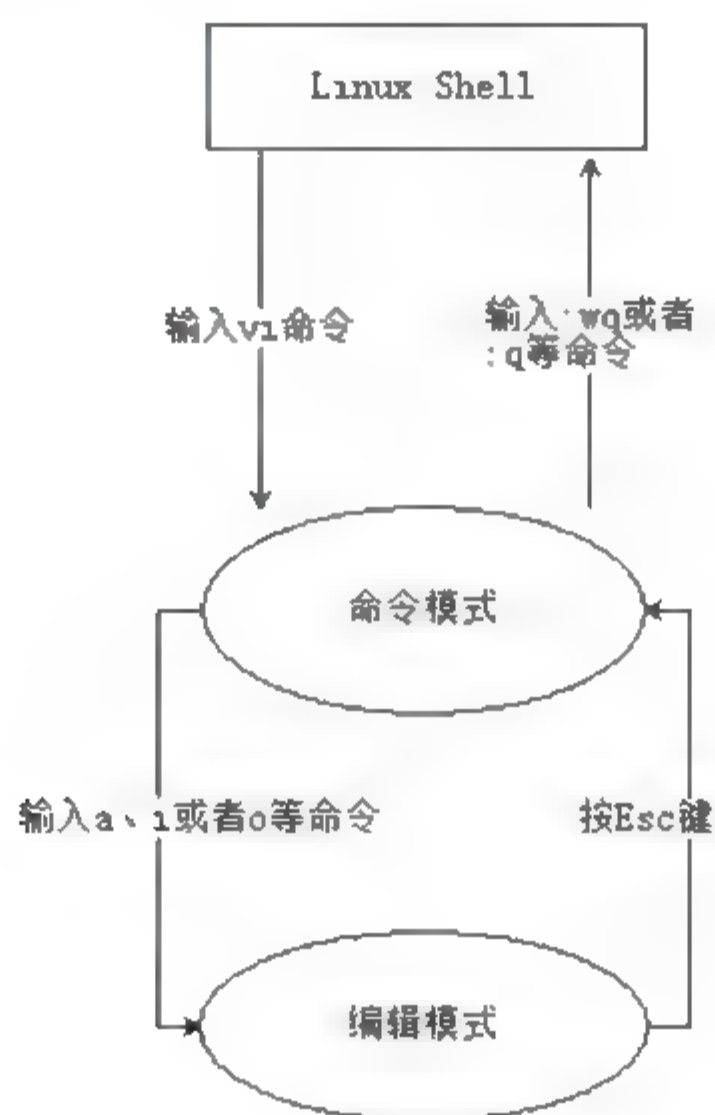 Linux Shell
输入vi命令
输入:wq或者
:q等命令
命令模式
输入a、i或者o等命令
按Esc键
编辑模式